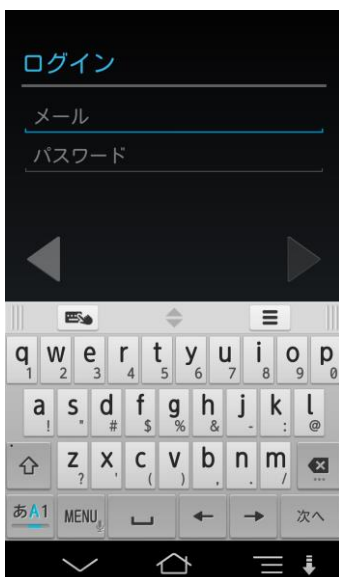 ログイン
メール
パスワード
q w e r t y u i o p
1 2 3 4 5 6 7 8 9 0
a s d f g h j k l
! " # $ % & - : @
z x c v b n m
? ' ( ) , . /
あA1 MENU 次へ